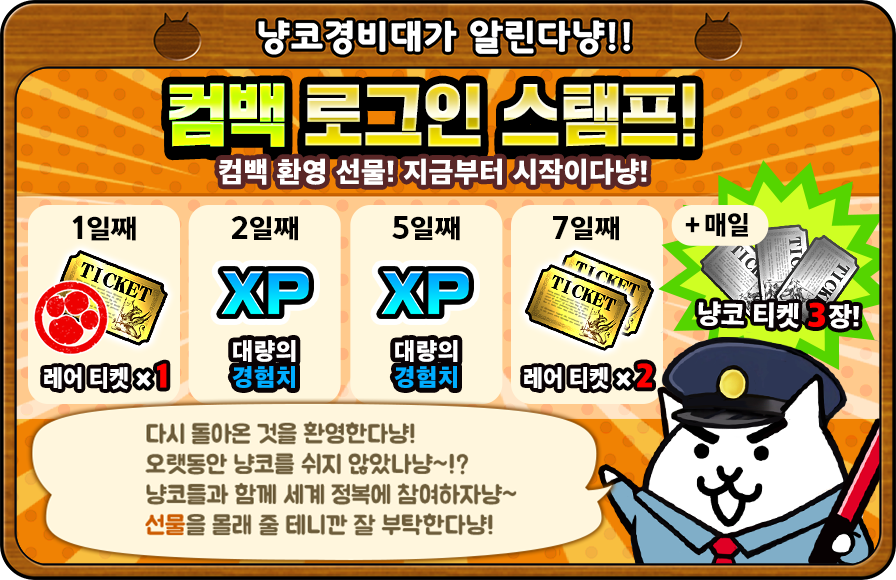 냥코경비대가 알린다냥!!
컴백 로그인 스탬프!
컴백 환영 선물! 지금부터 시작이다냥!
1일째
2일째
5일째
7일째
+ 매일
TICKET
XP
XP
TICKET
TICKET
TICKET
TICKET
냥코 티켓 3장!
레어 티켓 ×1
대량의
경험치
대량의
경험치
레어 티켓 ×2
다시 돌아온 것을 환영한다냥!
오랫동안 냥코를 쉬지 않았나냥~!?
냥코들과 함께 세계 정복에 참여하자냥~
선물을 몰래 줄 테니깐 잘 부탁한다냥!